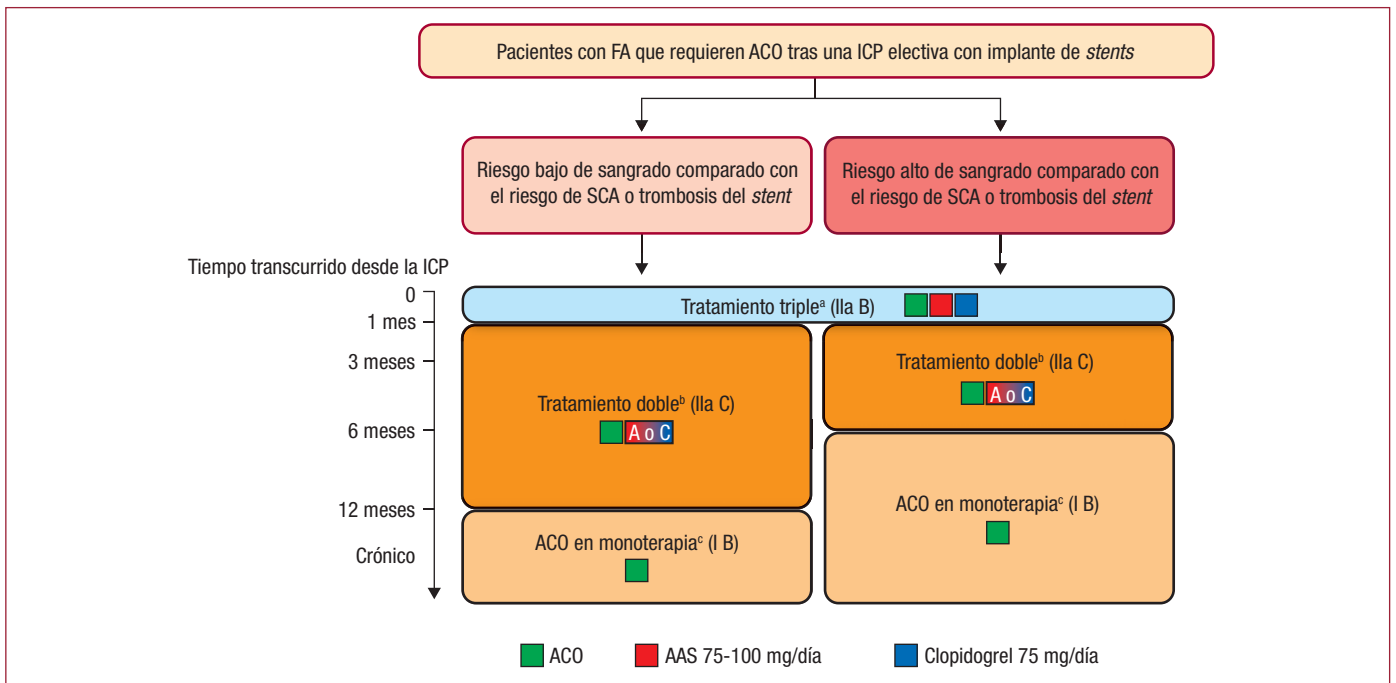 Pacientes con FA que requieren ACO tras una ICP electiva con implante de stents
Riesgo bajo de sangrado comparado con
el riesgo de SCA o trombosis del stent
Riesgo alto de sangrado comparado con
el riesgo de SCA o trombosis del stent
Tiempo transcurrido desde la ICP
0
1 mes
3 meses
6 meses
12 meses
Crónico
Tratamiento tripleᵃ (IIa B)
Tratamiento dobleᵇ (IIa C)
A o C
Tratamiento dobleᵇ (IIa C)
A o C
ACO en monoterapiaᶜ (I B)
ACO en monoterapiaᶜ (I B)
ACO
AAS 75-100 mg/día
Clopidogrel 75 mg/día